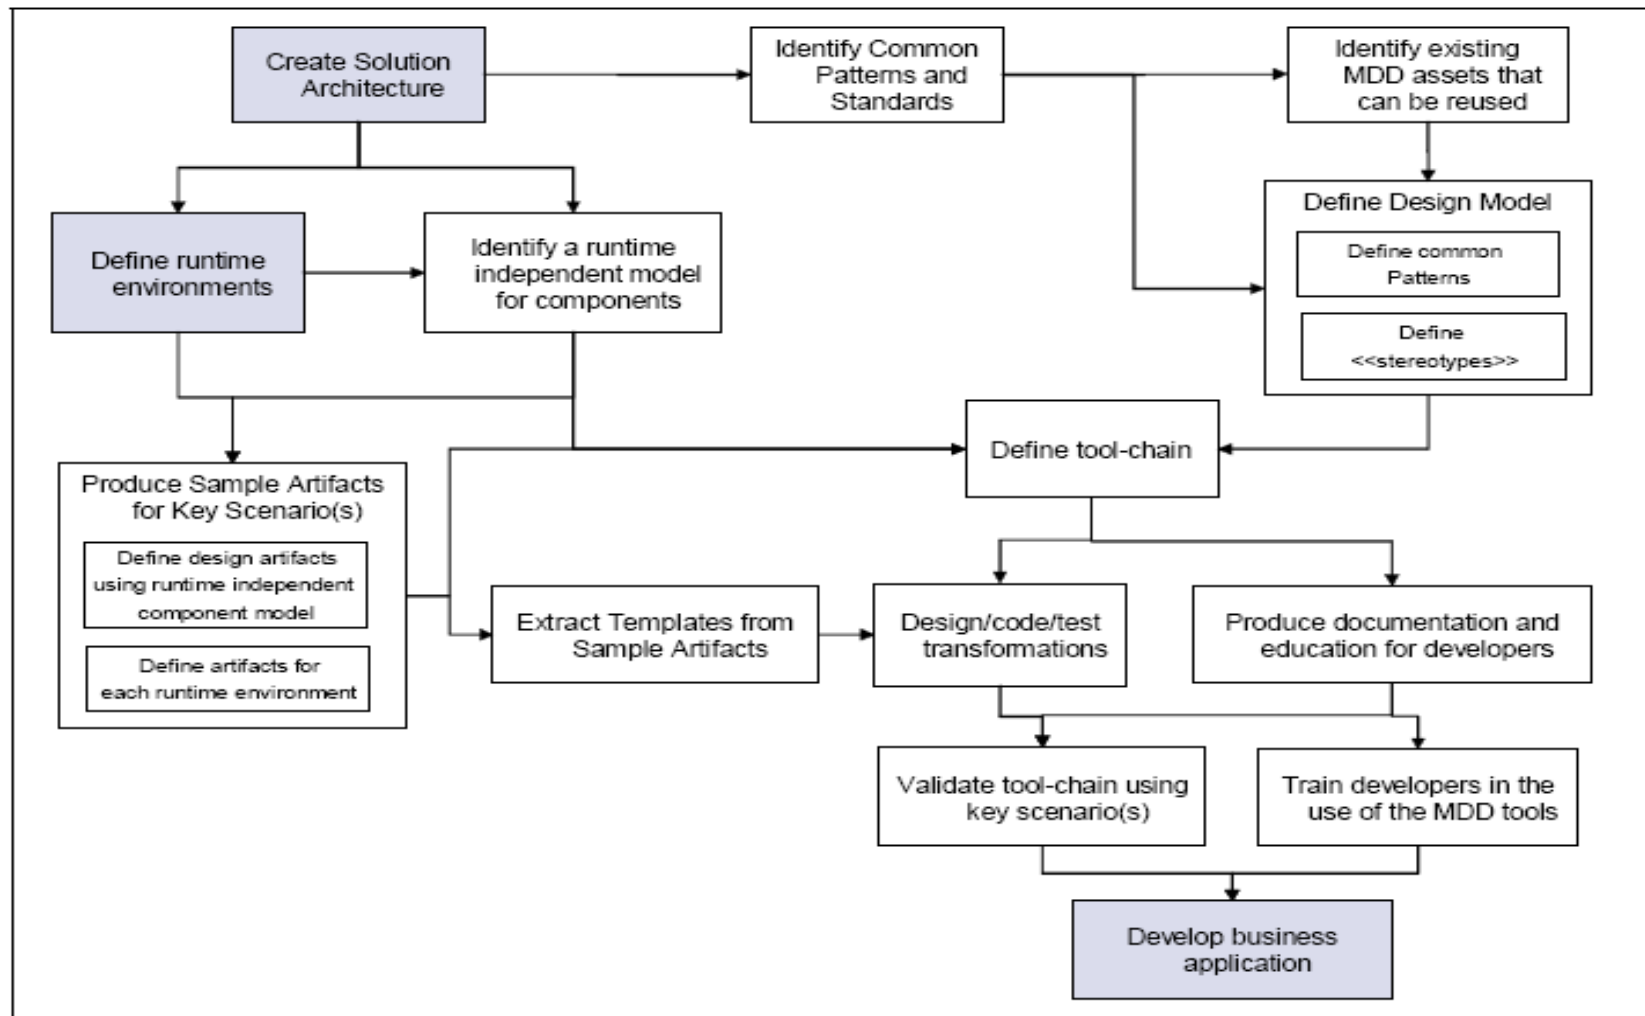 Create Solution
Architecture
Identify Common
Patterns and
Standards
Identify existing
MDD assets that
can be reused
Define runtime
environments
Identify a runtime
independent model
for components
Define Design Model
Define common
Patterns
Define
<<stereotypes>>
Define tool-chain
Produce Sample Artifacts
for Key Scenario(s)
Define design artifacts
using runtime independent
component model
Define artifacts for
each runtime environment
Extract Templates from
Sample Artifacts
Design/code/test
transformations
Produce documentation and
education for developers
Validate tool-chain using
key scenario(s)
Train developers in the
use of the MDD tools
Develop business
application